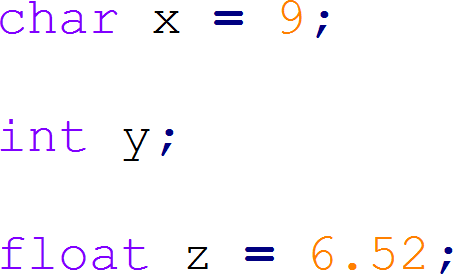 char x = 9;
int y;
float z = 6.52;